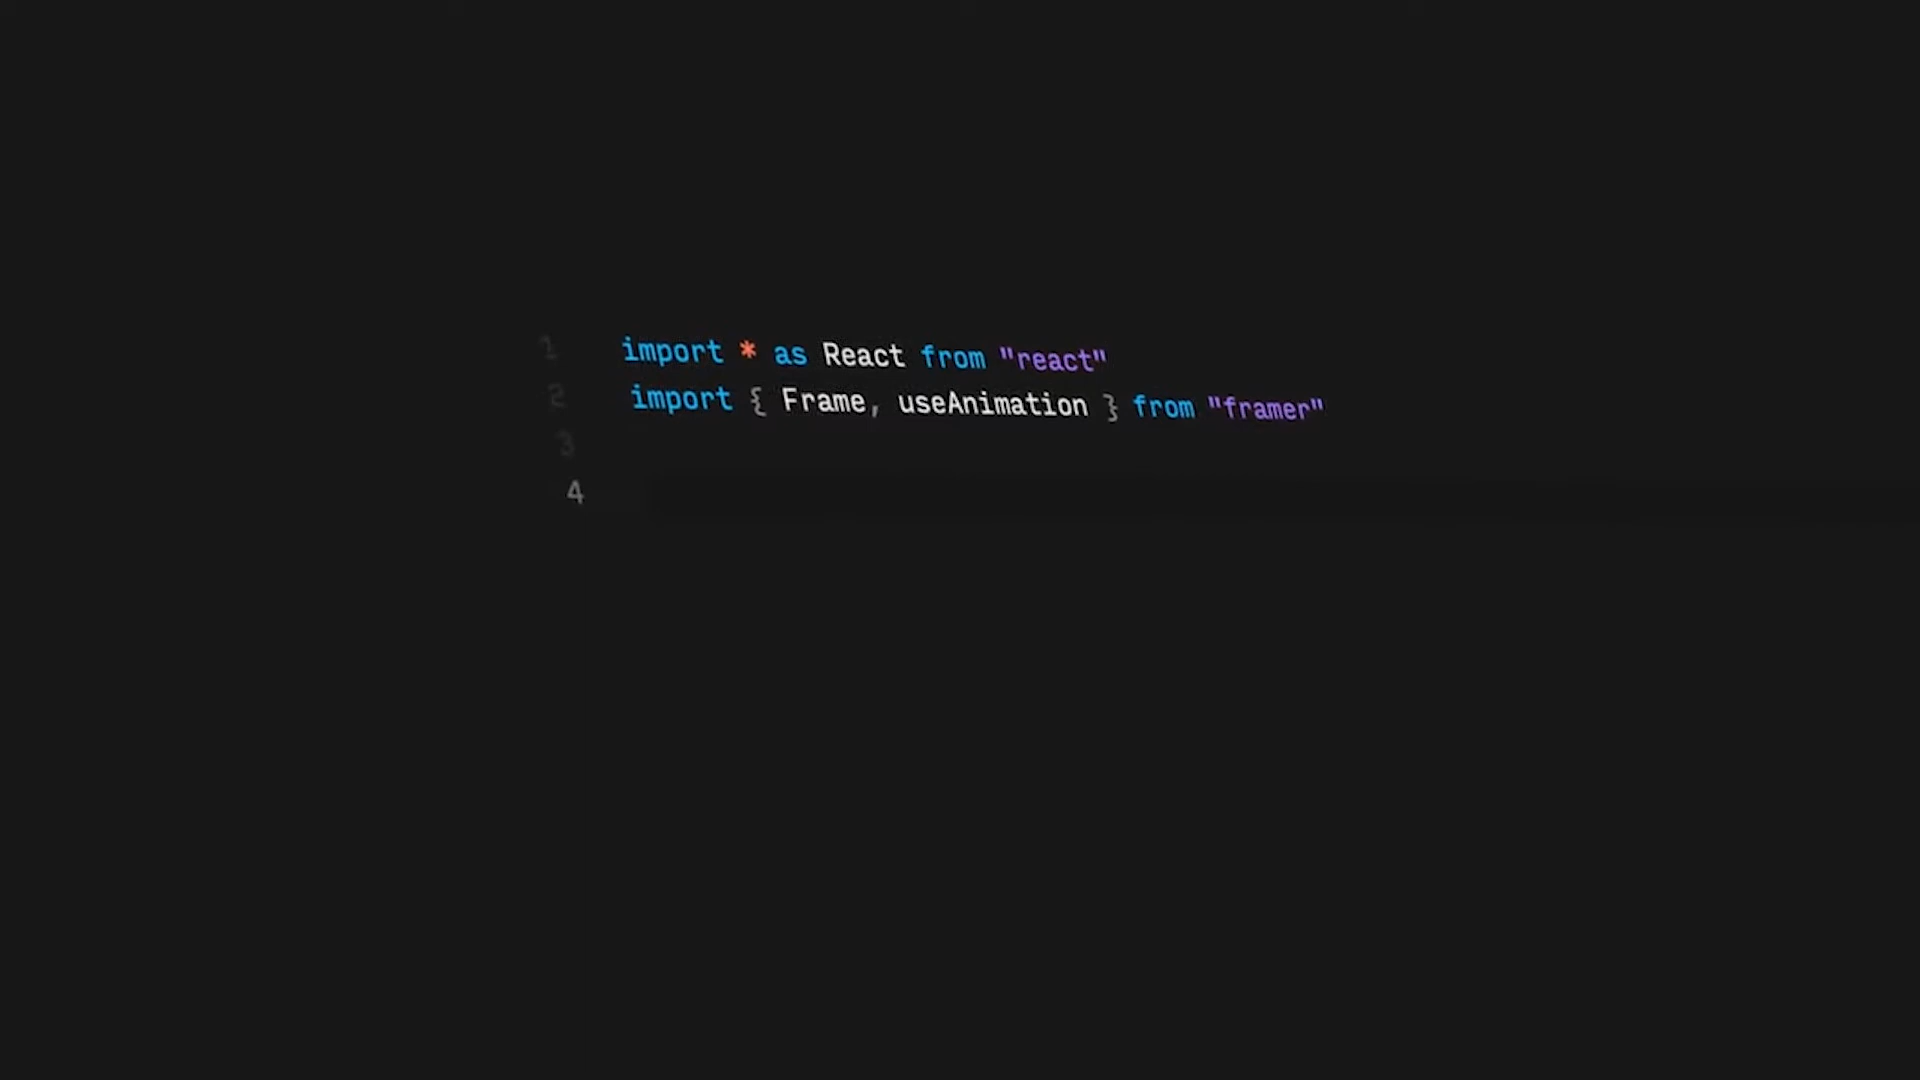 1 import * as React from "react"
2 import { Frame, useAnimation } from "framer"
3
4